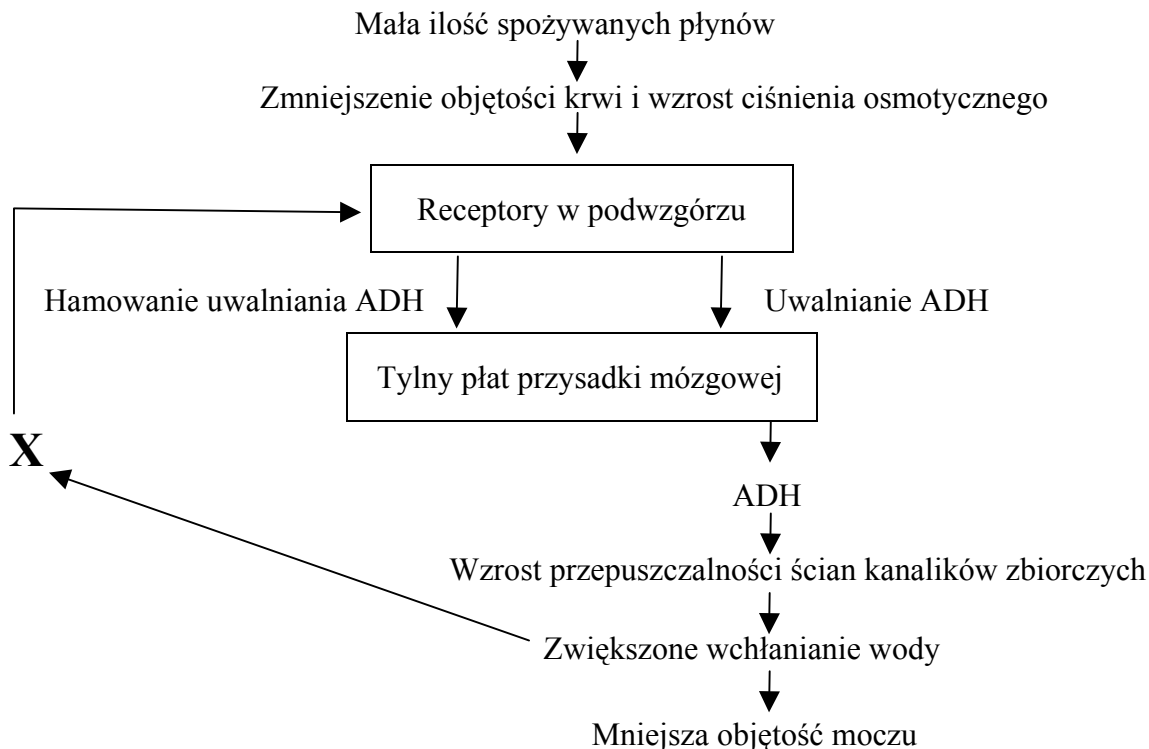 Mała ilość spożywanych płynów
Zmniejszenie objętości krwi i wzrost ciśnienia osmotycznego
Receptory w podwzgórzu
Hamowanie uwalniania ADH
Uwalnianie ADH
Tylny płat przysadki mózgowej
X
ADH
Wzrost przepuszczalności ścian kanalików zbiorczych
Zwiększone wchłanianie wody
Mniejsza objętość moczu